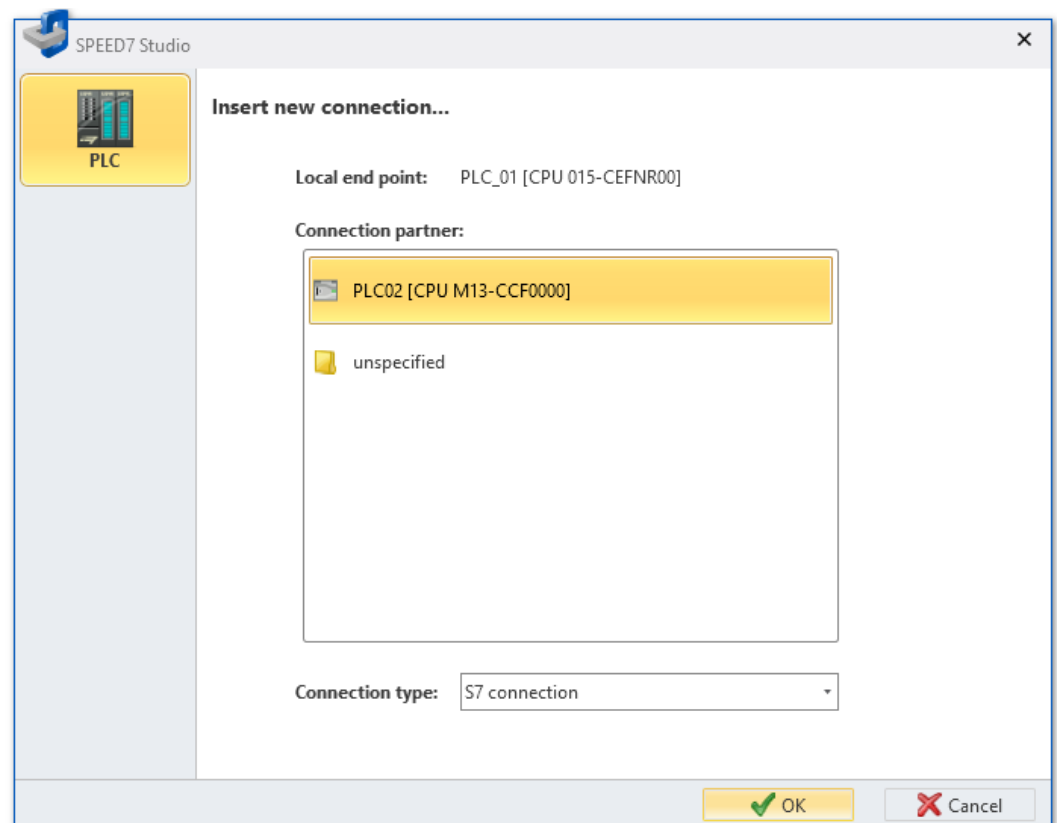 SPEED7 Studio
PLC
Insert new connection...
Local end point: PLC_01 [CPU 015-CEFNR00]
Connection partner:
PLC02 [CPU M13-CCF0000]
unspecified
Connection type: S7 connection
OK Cancel